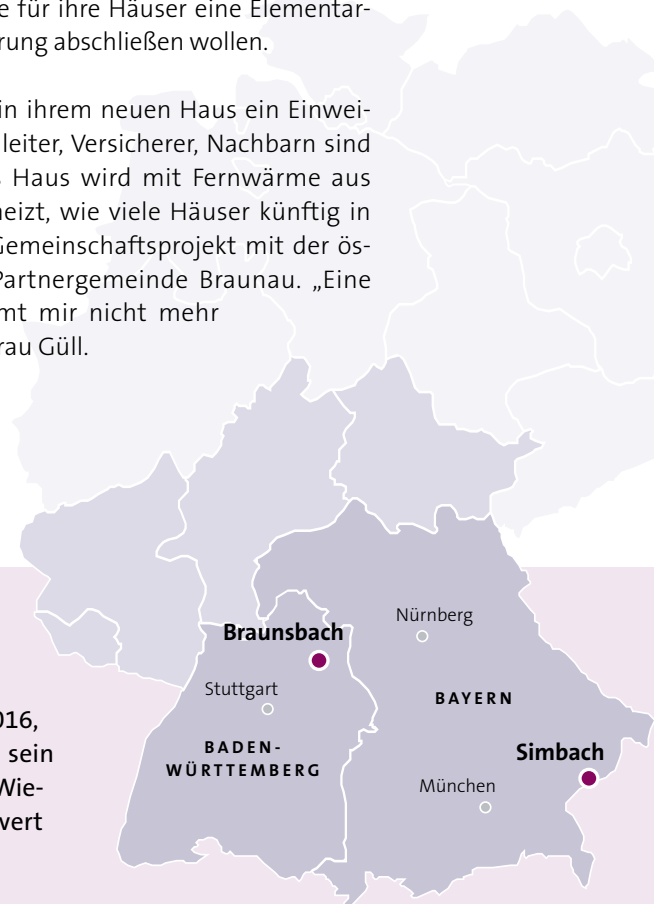 e für ihre Häuser eine Elementar-
rung abschließen wollen.
in ihrem neuen Haus ein Einwei-
leiter, Versicherer, Nachbarn sind
s Haus wird mit Fernwärme aus
heizt, wie viele Häuser künftig in
Gemeinschaftsprojekt mit der ös-
Partnergemeinde Braunau. „Eine
mt mir nicht mehr
rau Güll.
Nürnberg
Braunsbach
Stuttgart
BAYERN
016,
BADEN-
WÜRTTEMBERG
Simbach
sein
München
Wie-
wert